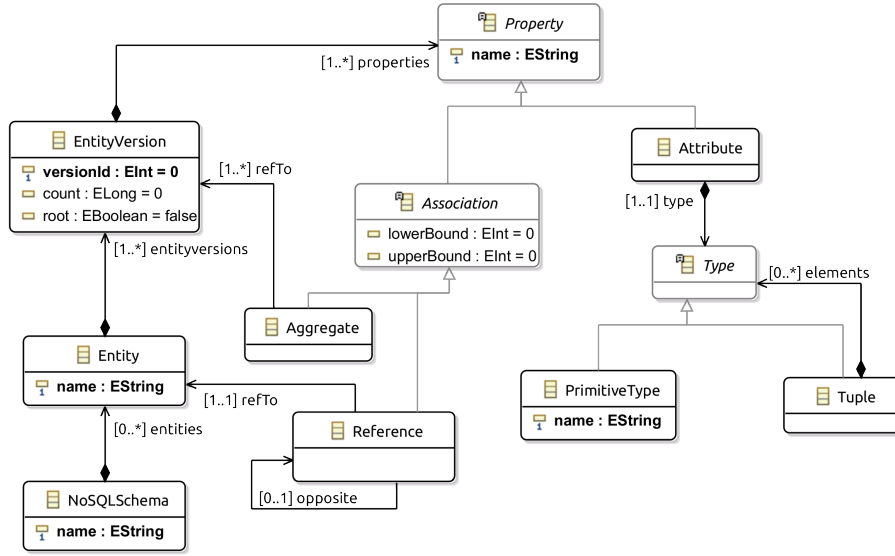 Property
name : EString
[1..*] properties
EntityVersion
versionId : EInt = 0
count : ELong = 0
root : EBoolean = false
[1..*] refTo
Attribute
[1..1] type
Association
lowerBound : EInt = 0
upperBound : EInt = 0
[1..*] entityversions
Type
[0..*] elements
Aggregate
Entity
name : EString
[1..1] refTo
PrimitiveType
name : EString
Tuple
[0..*] entities
Reference
[0..1] opposite
NoSQLSchema
name : EString